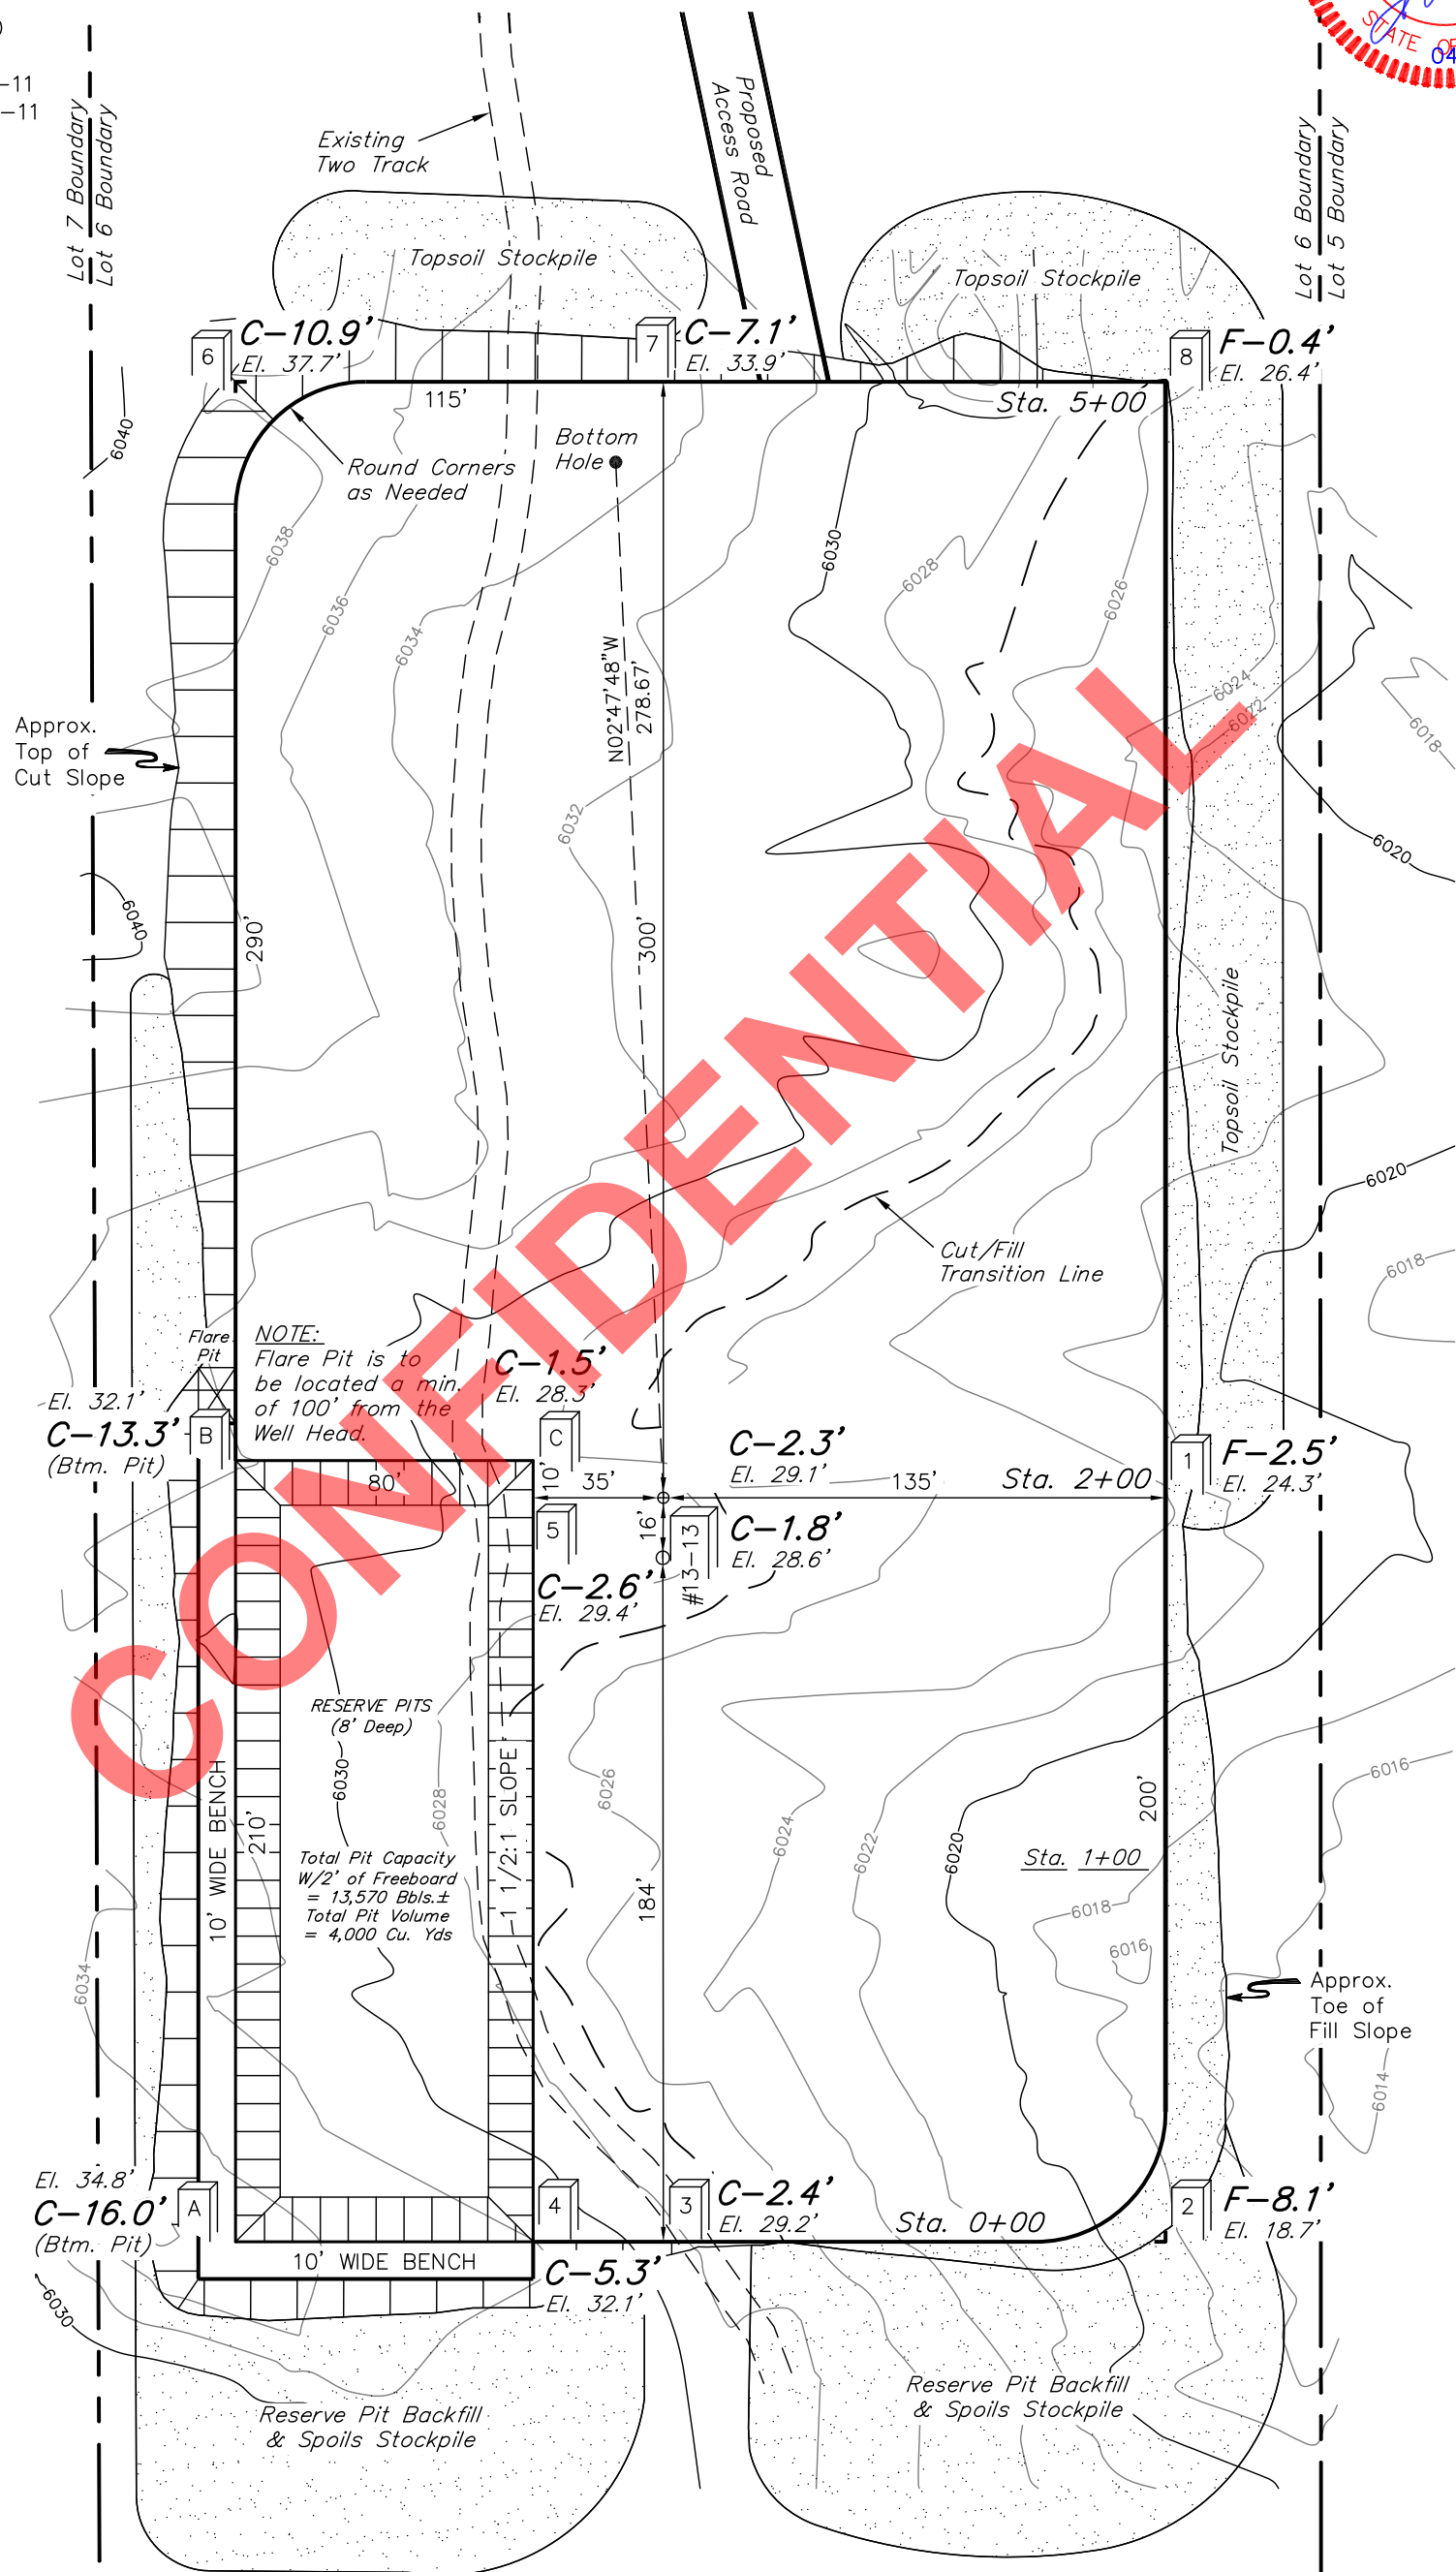 -11
-11
STATE OF
04
Lot 7 Boundary
Lot 6 Boundary
Existing
Two Track
Proposed
Access Road
Lot 6 Boundary
Lot 5 Boundary
Topsoil Stockpile
Topsoil Stockpile
6
C-10.9'
El. 37.7'
7
C-7.1'
El. 33.9'
8
F-0.4'
El. 26.4'
115'
Sta. 5+00
6040
Bottom
Hole
Round Corners
as Needed
6038
6036
6034
6030
6028
6026
N02°47'48"W
278.67'
6024
6022
6018
Approx.
Top of
Cut Slope
6032
6020
6040
290'
300'
Topsoil Stockpile
CONFIDENTIAL
6020
Cut/Fill
Transition Line
6018
Flare
Pit
NOTE:
Flare Pit is to
be located a min.
of 100' from the
Well Head.
C-1.5'
El. 28.3'
El. 32.1'
C-13.3'
(Btm. Pit)
B
C
C-2.3'
El. 29.1'
1
F-2.5'
El. 24.3'
80'
10'
35'
135'
Sta. 2+00
5
16'
#13-13
C-1.8'
El. 28.6'
C-2.6'
El. 29.4'
RESERVE PITS
(8' Deep)
10' WIDE BENCH
210'
6030
6028
1 1/2:1 SLOPE
6026
6024
6022
6020
200'
6016
Total Pit Capacity
W/2' of Freeboard
= 13,570 Bbls.±
Total Pit Volume
= 4,000 Cu. Yds
184'
Sta. 1+00
6018
6016
6034
Approx.
Toe of
Fill Slope
6014
El. 34.8'
C-16.0'
(Btm. Pit)
A
4
3
C-2.4'
El. 29.2'
Sta. 0+00
2
F-8.1'
El. 18.7'
10' WIDE BENCH
C-5.3'
El. 32.1'
6030
Reserve Pit Backfill
& Spoils Stockpile
Reserve Pit Backfill
& Spoils Stockpile